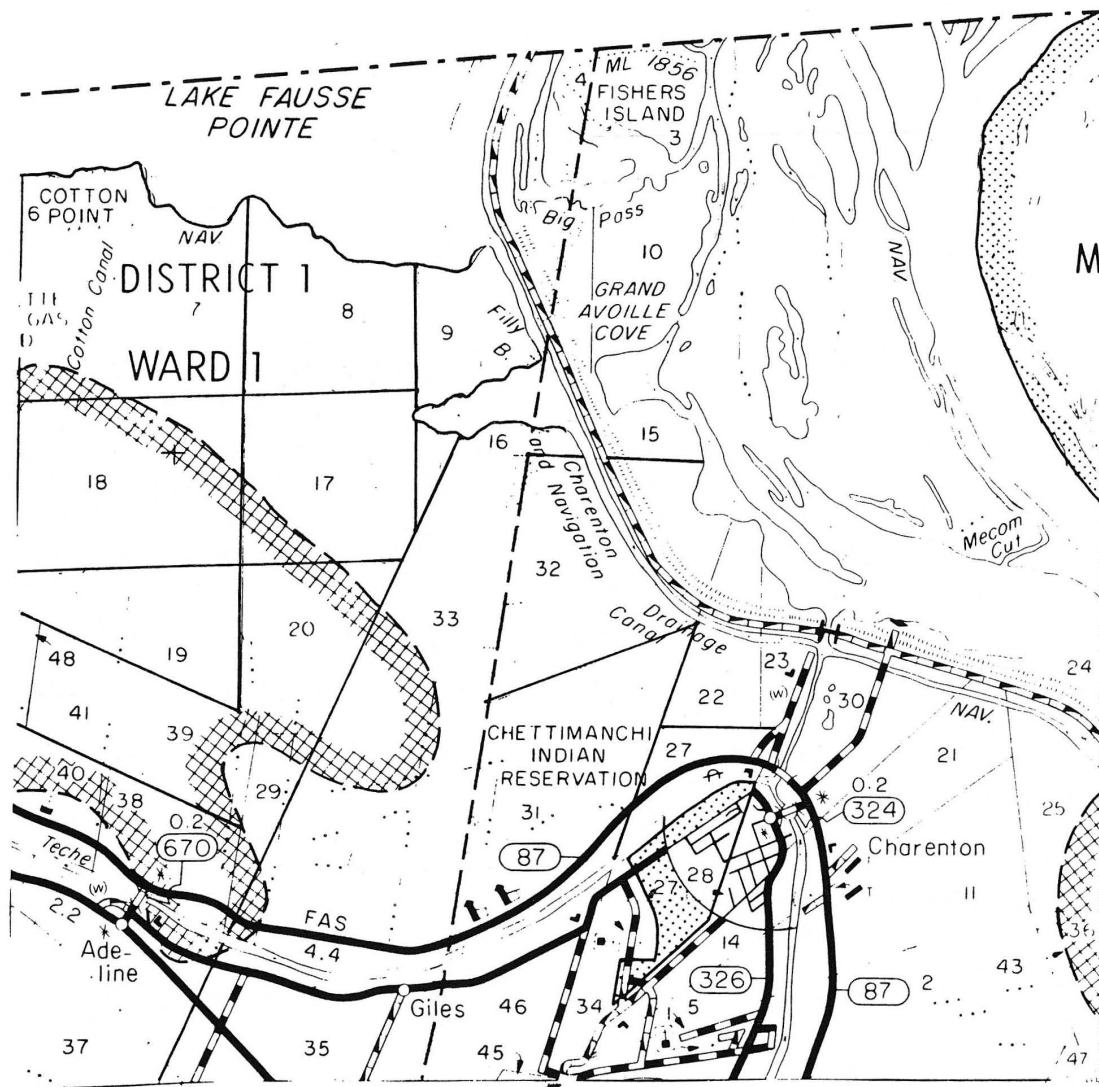 LAKE FAUSSE
POINTE
ML 1856
4
FISHERS
ISLAND
3
COTTON
6 POINT
NAV.
Big Pass
10
NAV
M
DISTRICT 1
7
8
9
Cotton Canal
Filly
B.
GRAND
AVOILLE
COVE
WARD 1
16
15
18
17
Charenton
and Navigation
Drainage
Canal
Mecom
Cut
32
33
20
19
48
41
39
40
38
29
23
(W)
22
24
30
NAV.
CHETTIMANCHI
INDIAN
RESERVATION
27
21
31
0.2
324
25
0.2
670
87
Charenton
Teche
(W)
2.2
27
28
11
FAS
4.4
Ade-
line
14
36
326
87
2
43
Giles
46
34
5
37
35
45
47